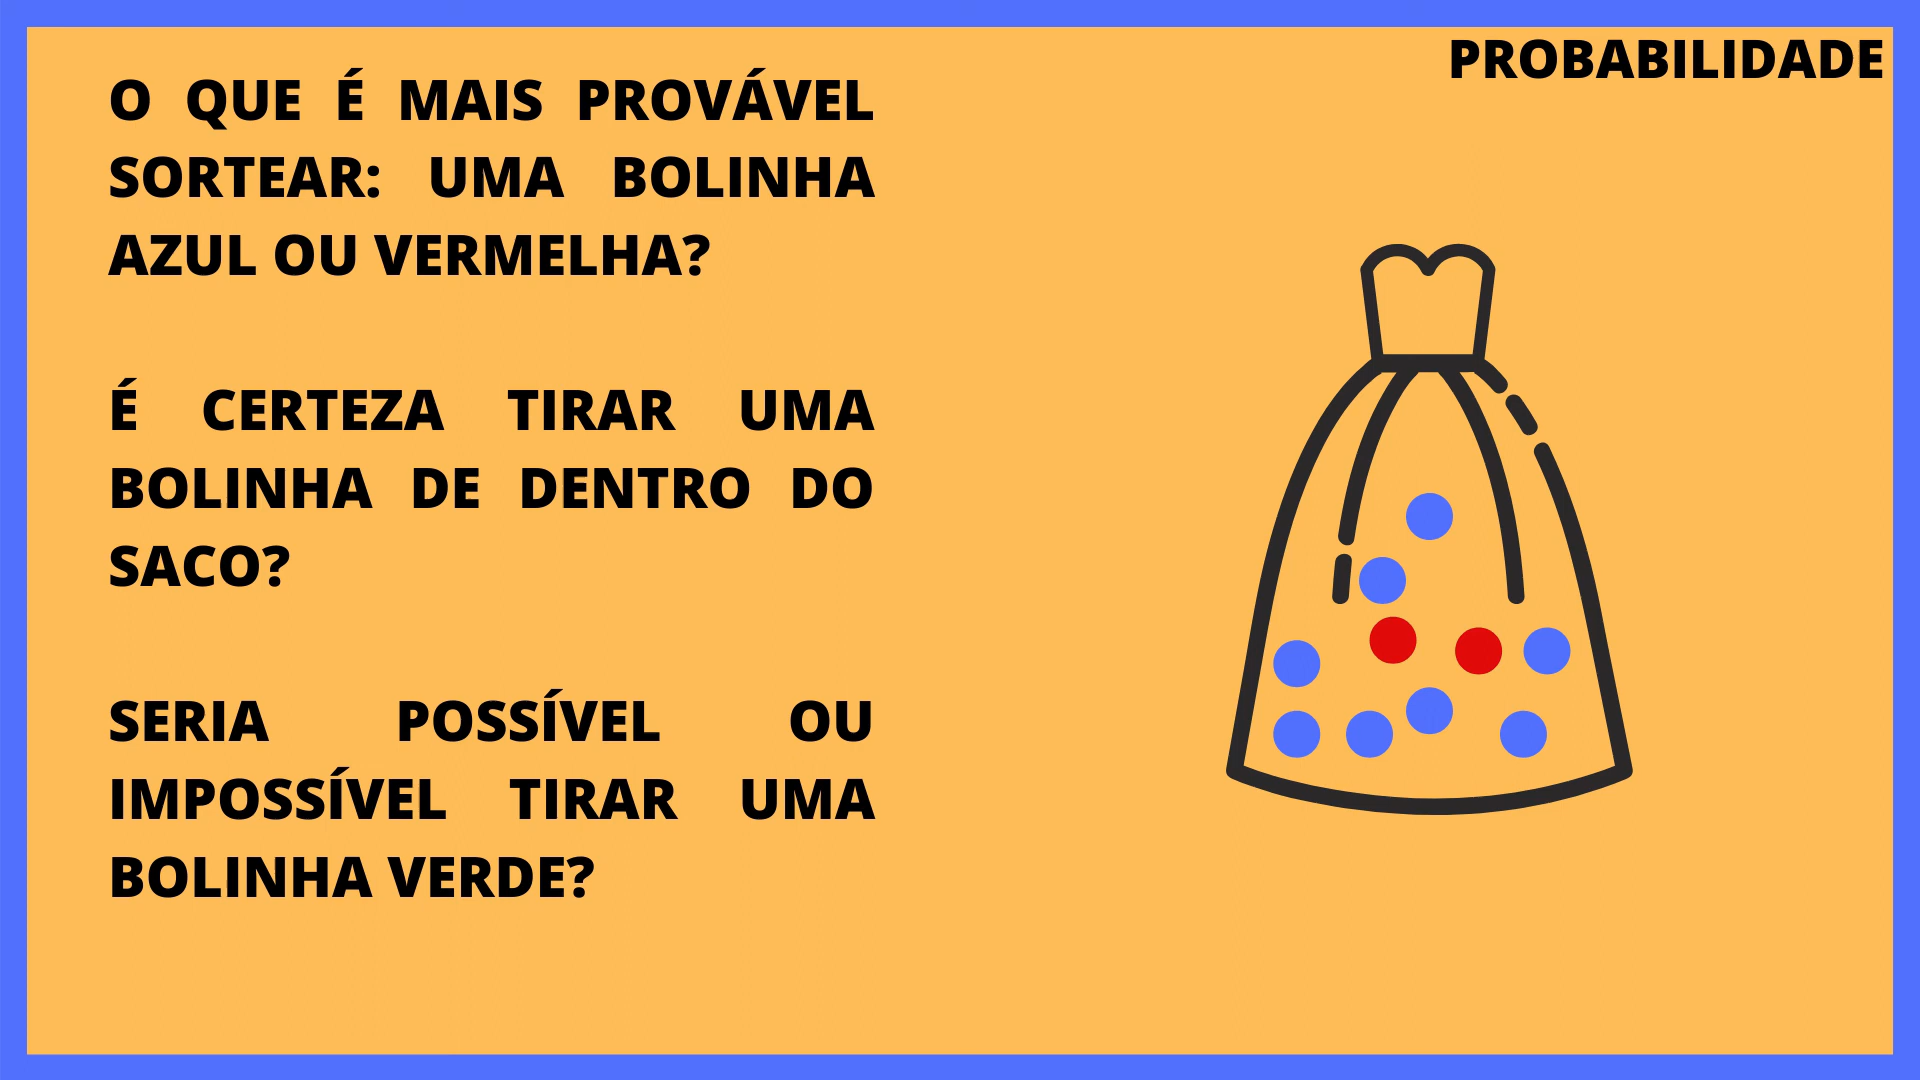 PROBABILIDADE
O QUE É MAIS PROVÁVEL
SORTEAR: UMA BOLINHA
AZUL OU VERMELHA?
É CERTEZA TIRAR UMA
BOLINHA DE DENTRO DO
SACO?
SERIA POSSÍVEL OU
IMPOSSÍVEL TIRAR UMA
BOLINHA VERDE?